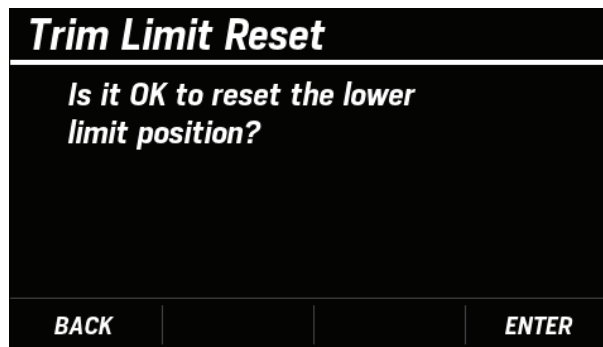 Trim Limit Reset
Is it OK to reset the lower
limit position?
BACK
ENTER